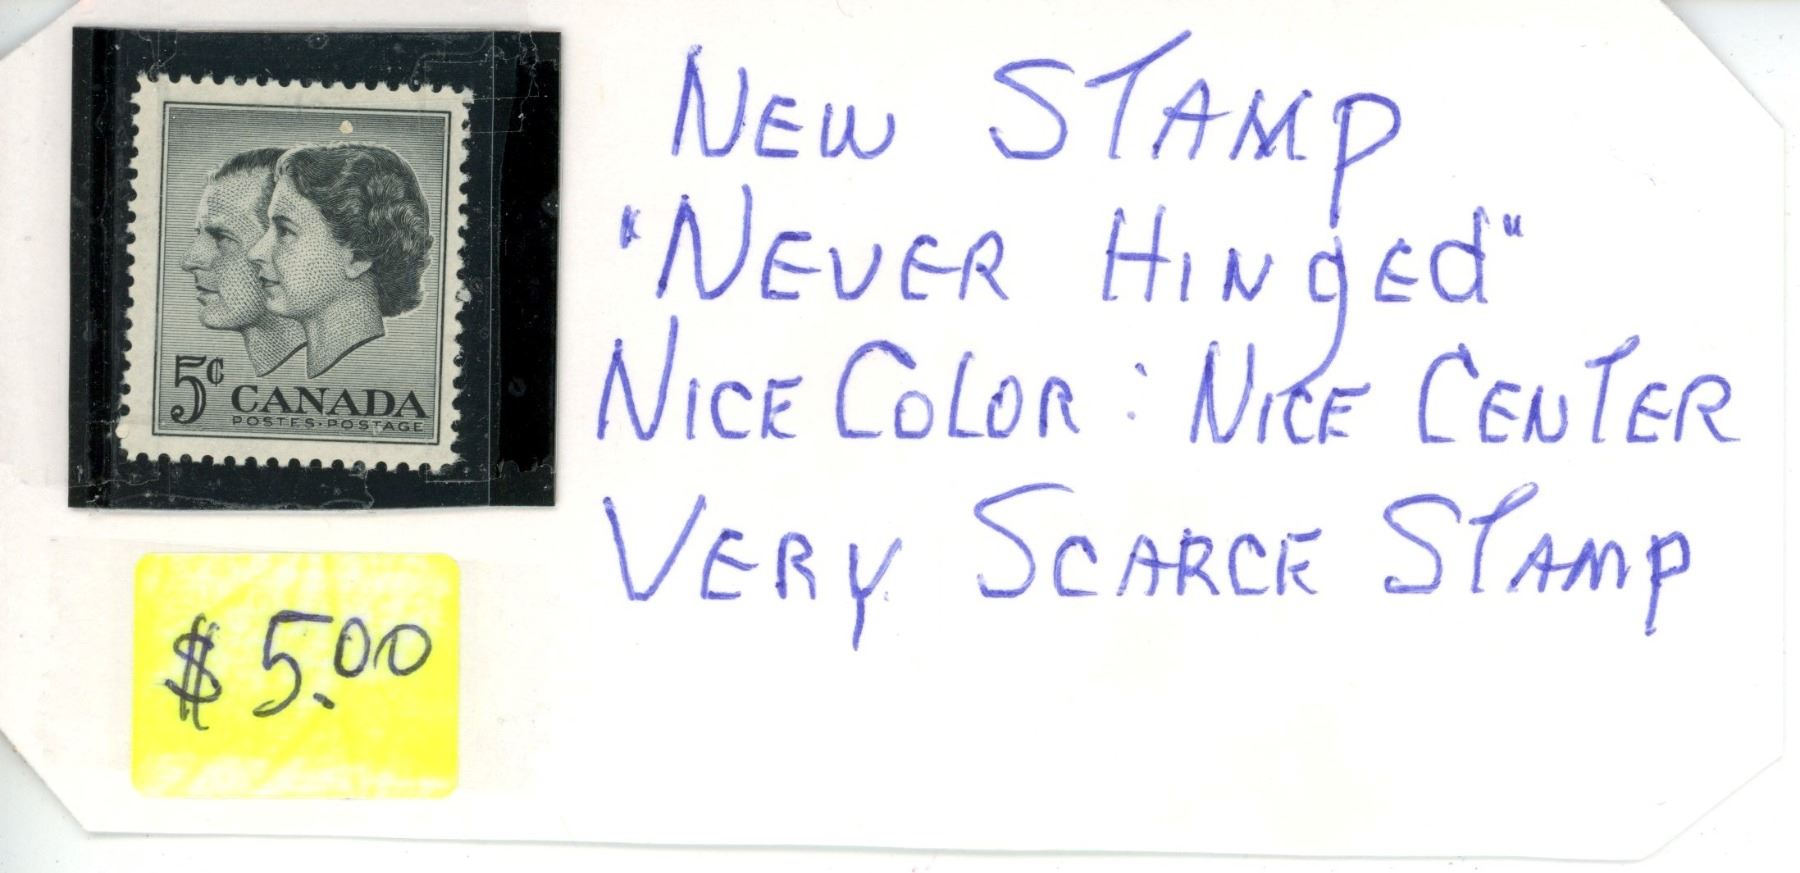 5¢ CANADA
POSTES·POSTAGE
$5.00
NEW STAMP
"NEVER HINgEd"
NICE COLOR : NICE CENTER
VERY SCARCE STAMP